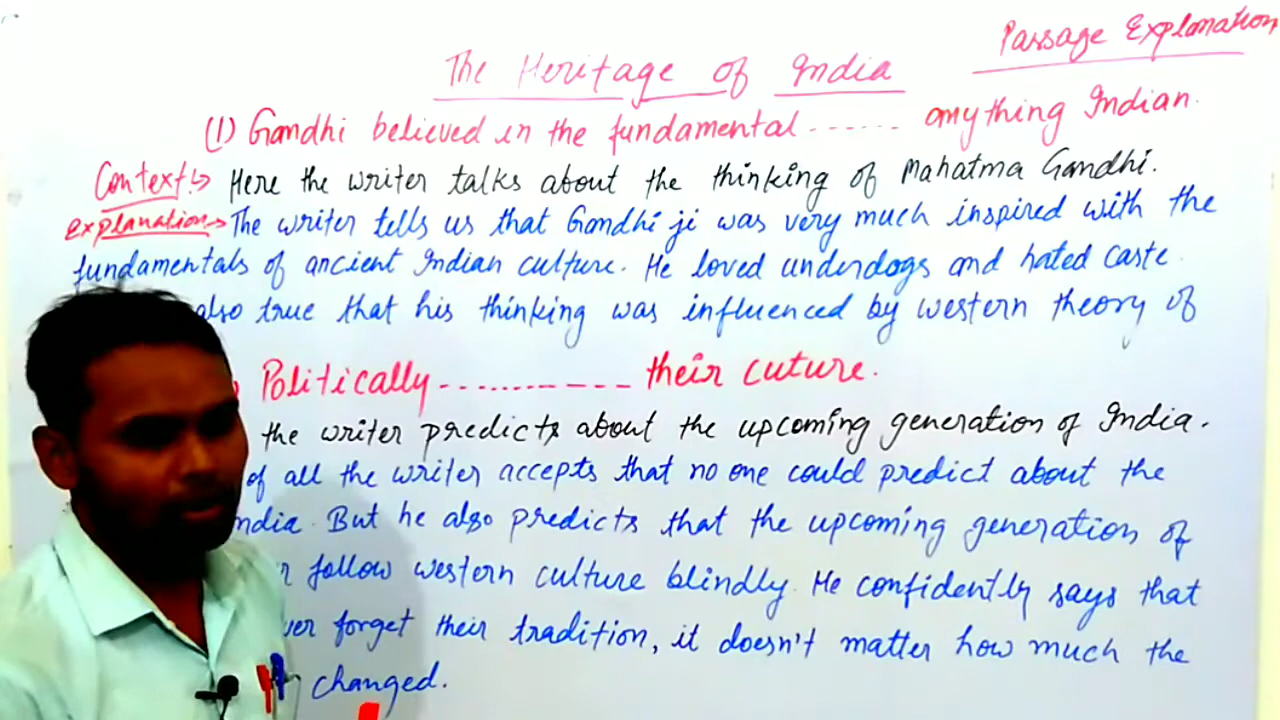 Passage Explanation
The Heritage of India
(1) Gandhi believed in the fundamental ------ anything Indian.
Context:→ Here the writer talks about the thinking of Mahatma Gandhi.
explanation→ The writer tells us that Gandhi ji was very much inspired with the
fundamentals of ancient Indian culture. He loved underdogs and hated caste.
also true that his thinking was influenced by western theory of
Politically ------------ their cuture.
the writer predicts about the upcoming generation of India.
of all the writer accepts that no one could predict about the
But he also predicts that the upcoming generation of
follow western culture blindly. He confidently says that
forget their tradition, it doesn't matter how much the
changed.